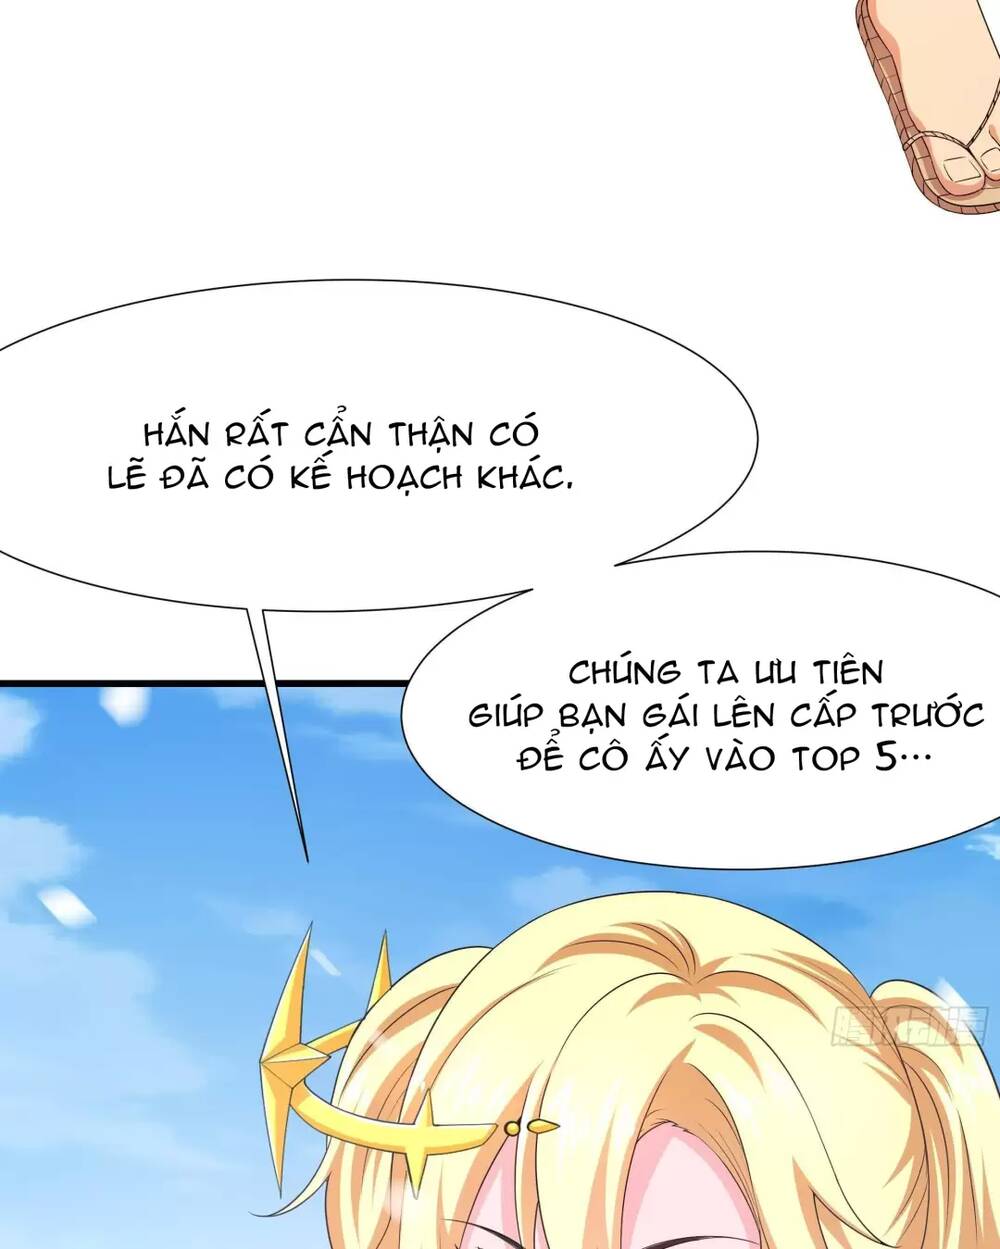 HẮN RẤT CẨN THẬN CÓ
LẼ ĐÃ CÓ KẾ HOẠCH KHÁC.
CHÚNG TA ƯU TIÊN
GIÚP BẠN GÁI LÊN CẤP TRƯỚC
ĐỂ CÔ ẤY VÀO TOP 5...